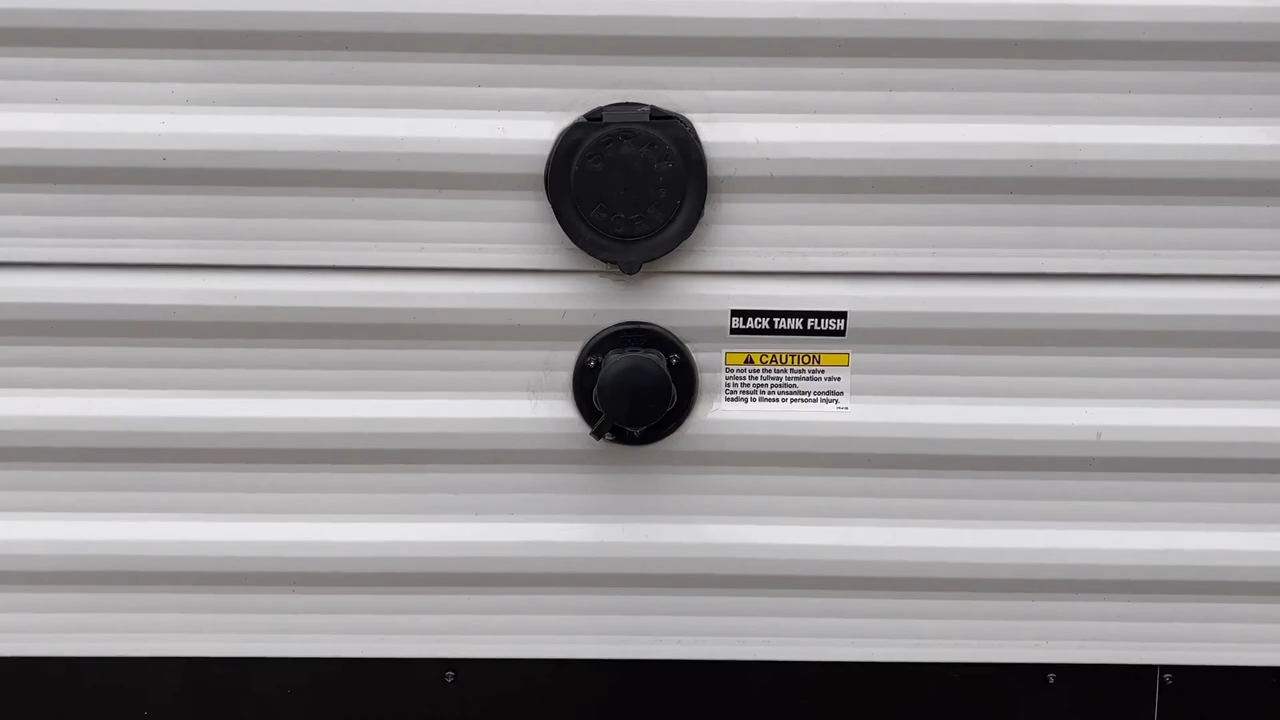 SPRAY
PORT
BLACK TANK FLUSH
CAUTION
Do not use the tank flush valve
unless the fullway termination valve
is in the open position.
Can result in an unsanitary condition
leading to illness or personal injury.